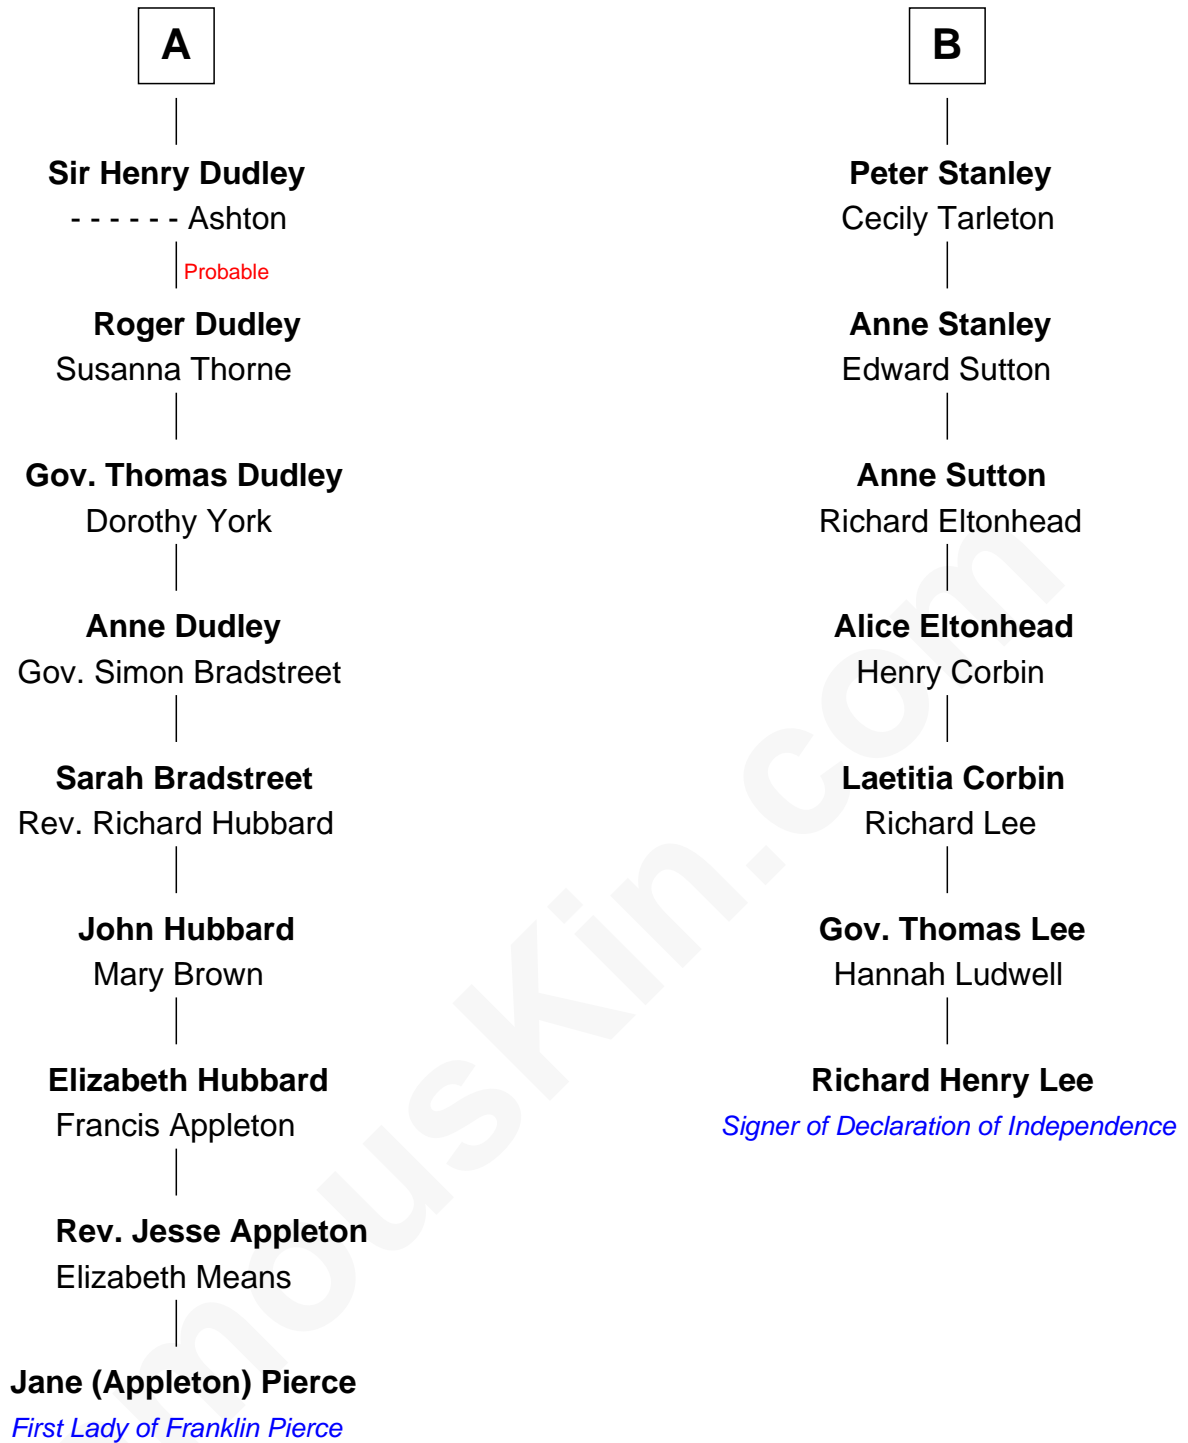 A
Sir Henry Dudley
- - - - - - Ashton
Probable
Roger Dudley
Susanna Thorne
Gov. Thomas Dudley
Dorothy York
Anne Dudley
Gov. Simon Bradstreet
Sarah Bradstreet
Rev. Richard Hubbard
John Hubbard
Mary Brown
Elizabeth Hubbard
Francis Appleton
Rev. Jesse Appleton
Elizabeth Means
Jane (Appleton) Pierce
First Lady of Franklin Pierce
B
Peter Stanley
Cecily Tarleton
Anne Stanley
Edward Sutton
Anne Sutton
Richard Eltonhead
Alice Eltonhead
Henry Corbin
Laetitia Corbin
Richard Lee
Gov. Thomas Lee
Hannah Ludwell
Richard Henry Lee
Signer of Declaration of Independence
mousKin.com